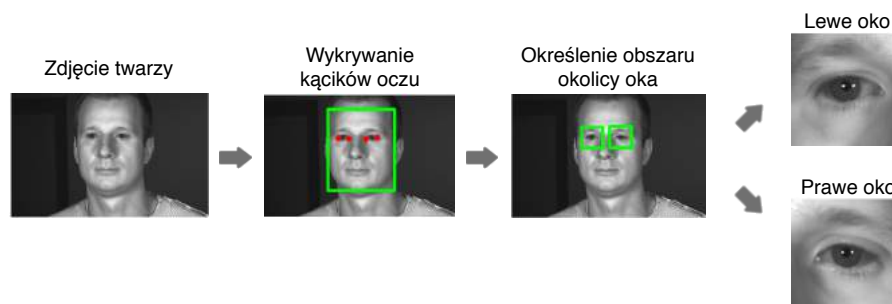 Zdjęcie twarzy
Wykrywanie
kącików oczu
Określenie obszaru
okolicy oka
Lewe oko
Prawe oko